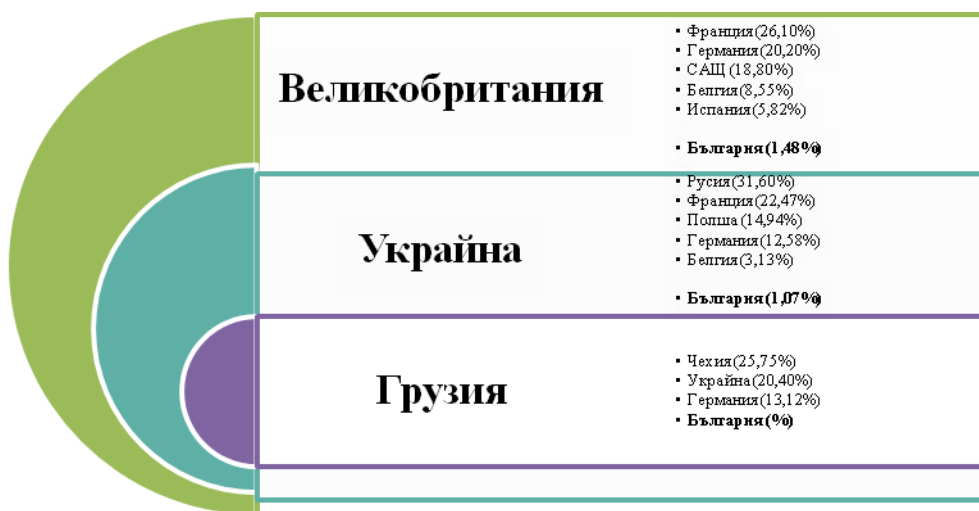 Великобритания
• Франция(26,10%)
• Германия(20,20%)
• САЩ (18,80%)
• Белгия(8,55%)
• Испания(5,82%)
• България(1,48%)
Украйна
• Русия(31,60%)
• Франция(22,47%)
• Полша(14,94%)
• Германия(12,58%)
• Белгия(3,13%)
• България(1,07%)
Грузия
• Чехия(25,75%)
• Украйна(20,40%)
• Германия(13,12%)
• България(%)